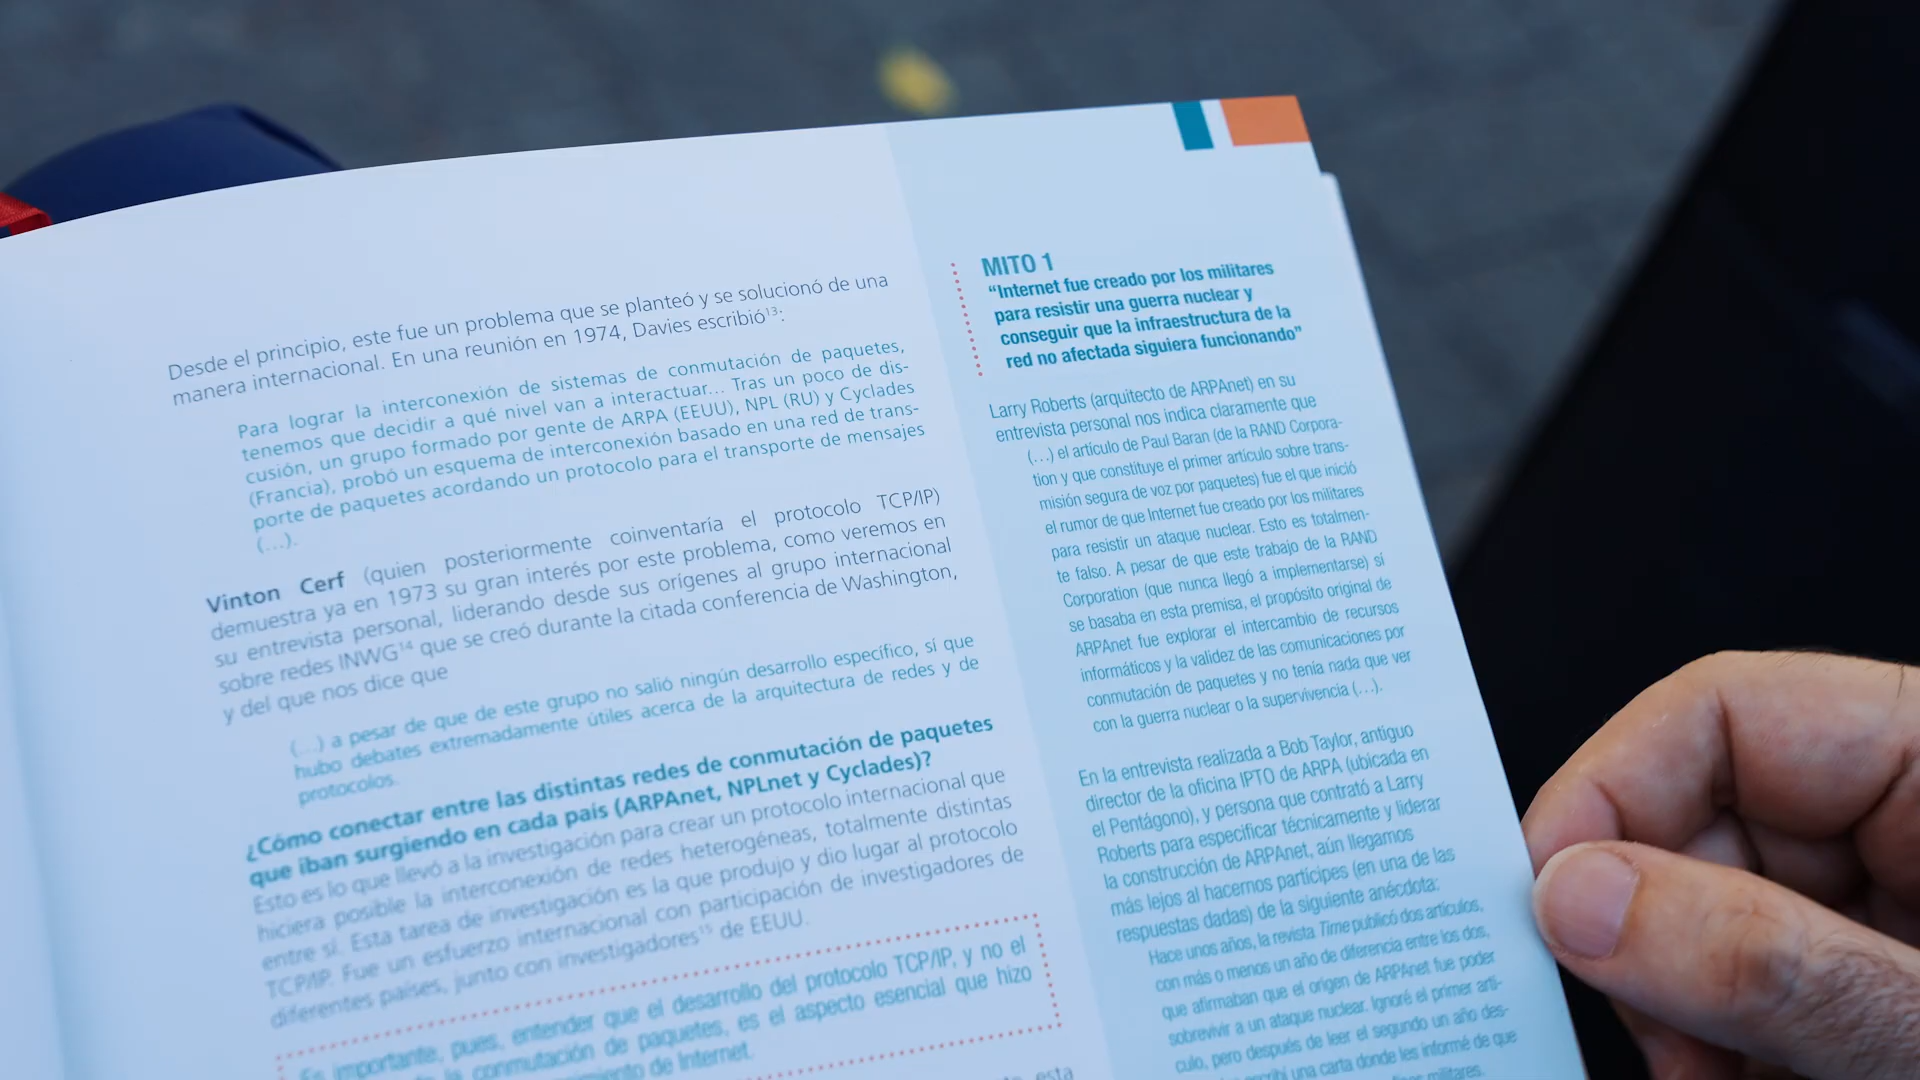 Desde el principio, este fue un problema que se planteó y se solucionó de una
manera internacional. En una reunión en 1974, Davies escribió¹³:
Para lograr la interconexión de sistemas de conmutación de paquetes,
tenemos que decidir a qué nivel van a interactuar... Tras un poco de dis-
cusión, un grupo formado por gente de ARPA (EEUU), NPL (RU) y Cyclades
(Francia), probó un esquema de interconexión basado en una red de trans-
porte de paquetes acordando un protocolo para el transporte de mensajes
(...).
Vinton Cerf (quien posteriormente coinventaría el protocolo TCP/IP)
demuestra ya en 1973 su gran interés por este problema, como veremos en
su entrevista personal, liderando desde sus orígenes al grupo internacional
sobre redes INWG¹⁴ que se creó durante la citada conferencia de Washington,
y del que nos dice que
(...) a pesar de que de este grupo no salió ningún desarrollo específico, sí que
hubo debates extremadamente útiles acerca de la arquitectura de redes y de
protocolos.
¿Cómo conectar entre las distintas redes de conmutación de paquetes
que iban surgiendo en cada país (ARPAnet, NPLnet y Cyclades)?
Esto es lo que llevó a la investigación para crear un protocolo internacional que
hiciera posible la interconexión de redes heterogéneas, totalmente distintas
entre sí. Esta tarea de investigación es la que produjo y dio lugar al protocolo
TCP/IP. Fue un esfuerzo internacional con participación de investigadores de
diferentes países, junto con investigadores¹⁵ de EEUU.
Es importante, pues, entender que el desarrollo del protocolo TCP/IP, y no el
la conmutación de paquetes, es el aspecto esencial que hizo
de Internet.
esta
MITO 1
“Internet fue creado por los militares
para resistir una guerra nuclear y
conseguir que la infraestructura de la
red no afectada siguiera funcionando”
Larry Roberts (arquitecto de ARPAnet) en su
entrevista personal nos indica claramente que
(...) el artículo de Paul Baran (de la RAND Corpora-
tion y que constituye el primer artículo sobre trans-
misión segura de voz por paquetes) fue el que inició
el rumor de que Internet fue creado por los militares
para resistir un ataque nuclear. Esto es totalmen-
te falso. A pesar de que este trabajo de la RAND
Corporation (que nunca llegó a implementarse) sí
se basaba en esta premisa, el propósito original de
ARPAnet fue explorar el intercambio de recursos
informáticos y la validez de las comunicaciones por
conmutación de paquetes y no tenía nada que ver
con la guerra nuclear o la supervivencia (...).
En la entrevista realizada a Bob Taylor, antiguo
director de la oficina IPTO de ARPA (ubicada en
el Pentágono), y persona que contrató a Larry
Roberts para especificar técnicamente y liderar
la construcción de ARPAnet, aún llegamos
más lejos al hacernos partícipes (en una de las
respuestas dadas) de la siguiente anécdota:
Hace unos años, la revista Time publicó dos artículos,
con más o menos un año de diferencia entre los dos,
que afirmaban que el origen de ARPAnet fue poder
sobrevivir a un ataque nuclear. Ignoré el primer artí-
culo, pero después de leer el segundo un año des-
escribí una carta donde les informé de que
militares.